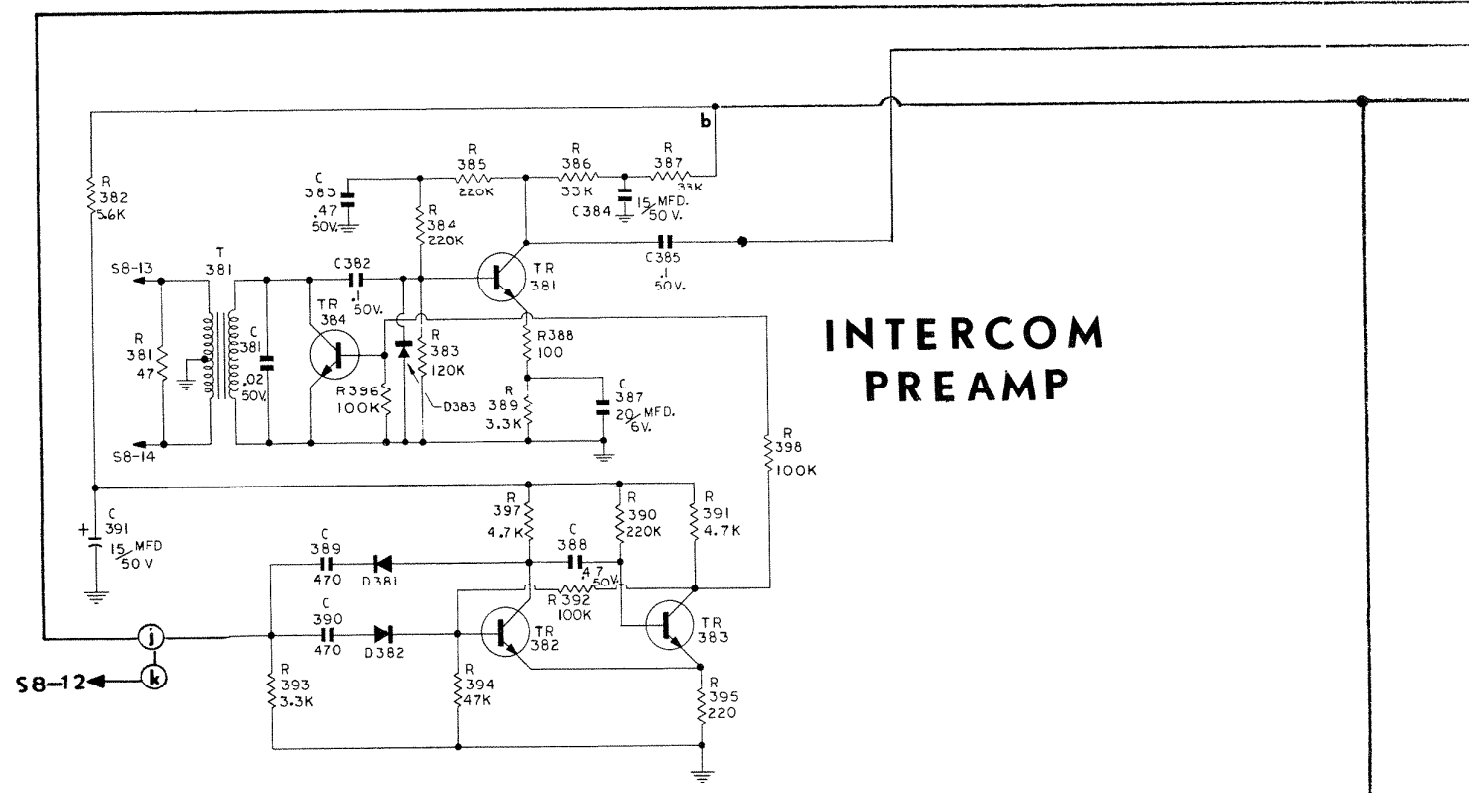 b
R
385
220K
R
386
33K
R
387
33K
C
383
.47
50V.
R
382
5.6K
R
384
220K
C384
15/MFD.
50V.
T
381
S8-13
C382
.1
50V.
TR
381
C385
.1
50V.
TR
384
R
381
47
C
381
.02
50V.
R
383
120K
R388
100
INTERCOM
PREAMP
R396
100K
D383
R
389
3.3K
C
387
20/MFD.
6V.
S8-14
R
398
100K
C
391
+
15/MFD
50V
R
397
4.7K
R
390
220K
R
391
4.7K
C
389
470
D381
C
388
.47
50V.
R392
100K
C
390
470
D382
TR
382
TR
383
j
k
S8-12
R
393
3.3K
R
394
47K
R
395
220